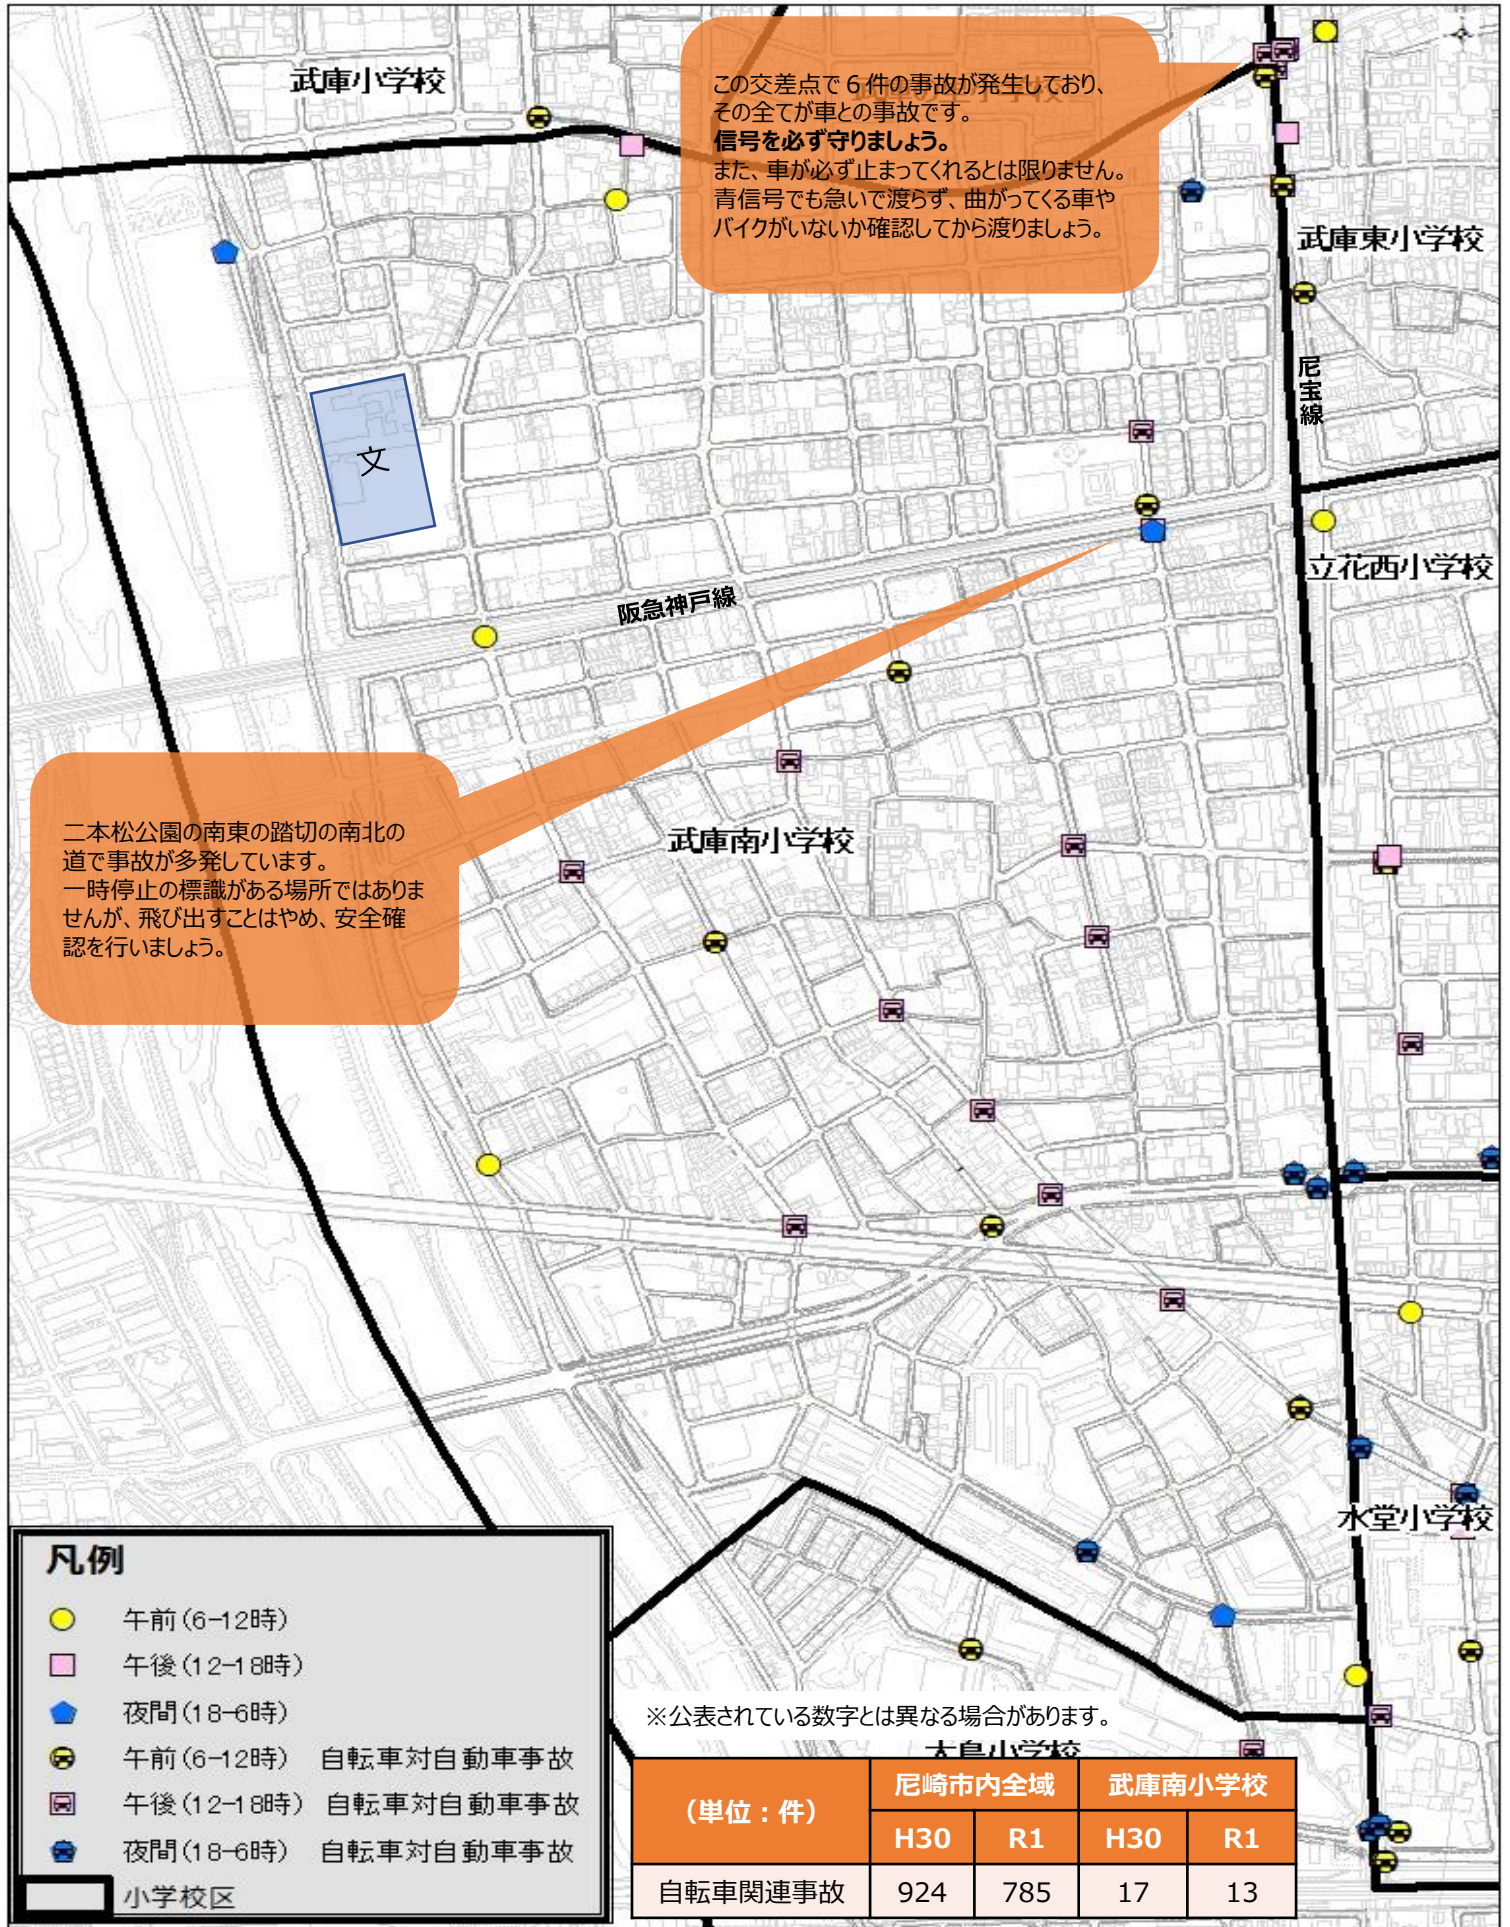 武庫小学校
この交差点で６件の事故が発生しており、
その全てが車との事故です。
信号を必ず守りましょう。
また、車が必ず止まってくれるとは限りません。
青信号でも急いで渡らず、曲がってくる車や
バイクがいないか確認してから渡りましょう。
武庫東小学校
尼宝線
文
立花西小学校
阪急神戸線
二本松公園の南東の踏切の南北の
道で事故が多発しています。
一時停止の標識がある場所ではありま
せんが、飛び出すことはやめ、安全確
認を行いましょう。
武庫南小学校
水堂小学校
凡例
午前(6-12時)
午後(12-18時)
夜間(18-6時)
午前(6-12時) 自転車対自動車事故
午後(12-18時) 自転車対自動車事故
夜間(18-6時) 自転車対自動車事故
小学校区
※公表されている数字とは異なる場合があります。
大島小学校
（単位：件） 尼崎市内全域 武庫南小学校
H30 R1 H30 R1
自転車関連事故 924 785 17 13